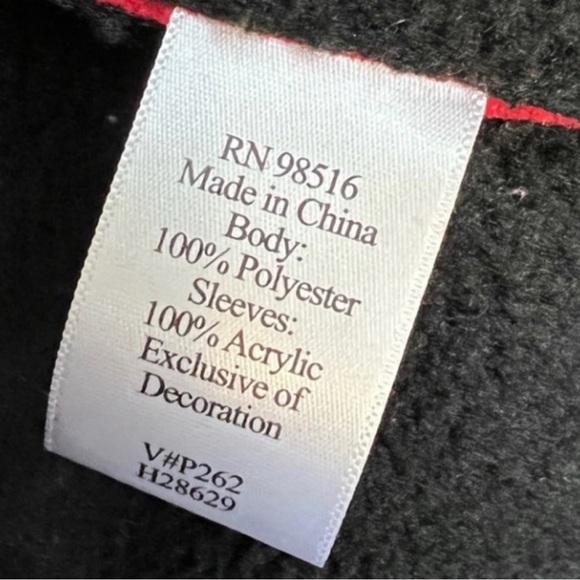 RN 98516
Made in China
Body:
100% Polyester
Sleeves:
100% Acrylic
Exclusive of
Decoration
V#P262
H28629